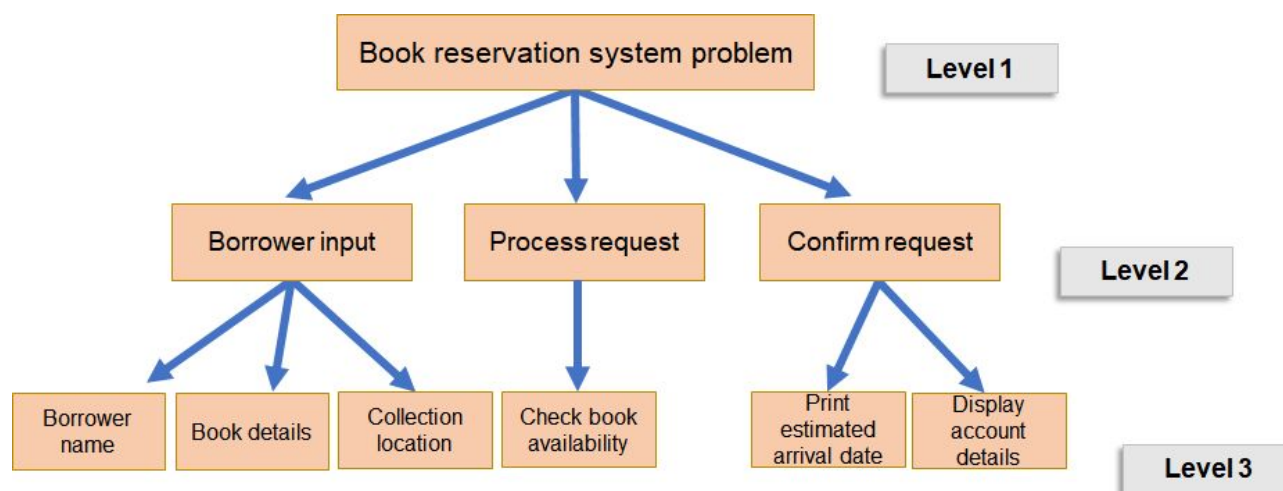 Book reservation system problem
Level 1
Borrower input
Process request
Confirm request
Level 2
Borrower
name
Book details
Collection
location
Check book
availability
Print
estimated
arrival date
Display
account
details
Level 3